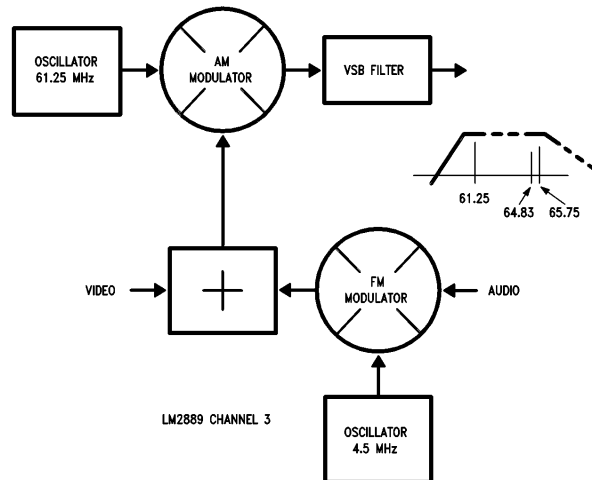 OSCILLATOR
61.25 MHz
AM
MODULATOR
VSB FILTER
61.25
64.83
65.75
VIDEO
FM
MODULATOR
AUDIO
LM2889 CHANNEL 3
OSCILLATOR
4.5 MHz